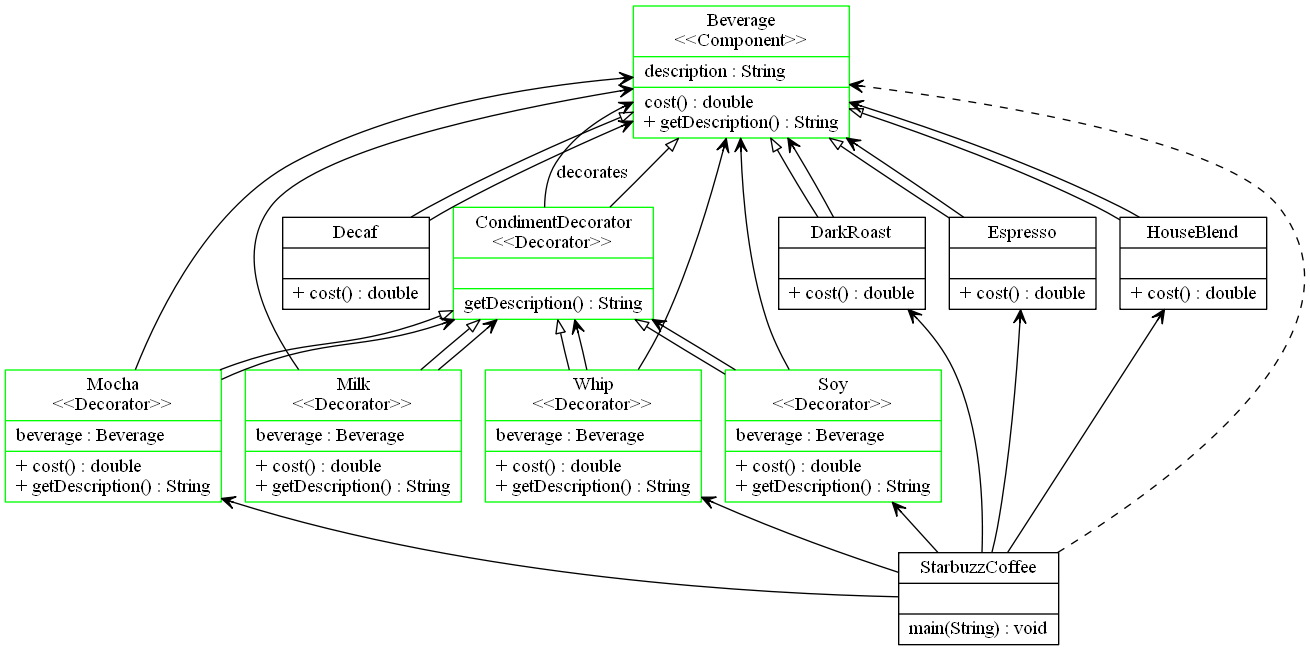 Beverage
<<Component>>
description : String
cost() : double
+ getDescription() : String
decorates
Decaf
+ cost() : double
CondimentDecorator
<<Decorator>>
getDescription() : String
DarkRoast
+ cost() : double
Espresso
+ cost() : double
HouseBlend
+ cost() : double
Mocha
<<Decorator>>
beverage : Beverage
+ cost() : double
+ getDescription() : String
Milk
<<Decorator>>
beverage : Beverage
+ cost() : double
+ getDescription() : String
Whip
<<Decorator>>
beverage : Beverage
+ cost() : double
+ getDescription() : String
Soy
<<Decorator>>
beverage : Beverage
+ cost() : double
+ getDescription() : String
StarbuzzCoffee
main(String) : void